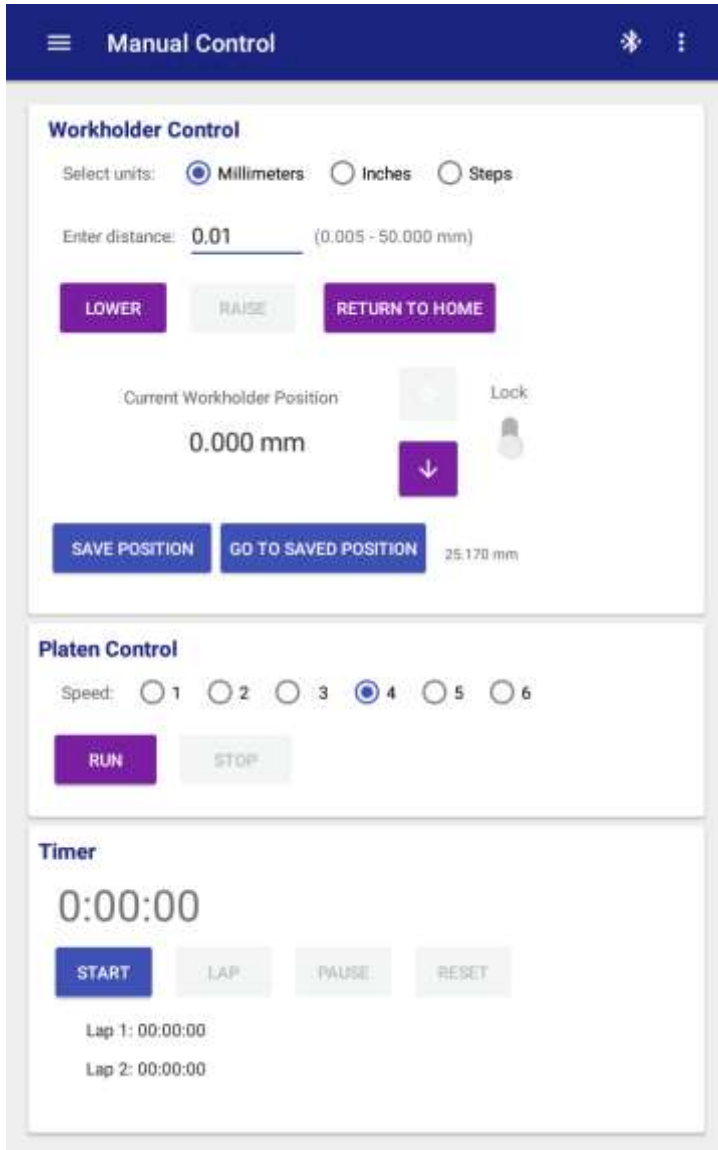 Manual Control
Workholder Control
Select units: Millimeters Inches Steps
Enter distance: 0.01 (0.005 - 50.000 mm)
LOWER RAISE RETURN TO HOME
Current Workholder Position Lock
0.000 mm
SAVE POSITION GO TO SAVED POSITION 25.170 mm
Platen Control
Speed: 1 2 3 4 5 6
RUN STOP
Timer
0:00:00
START LAP PAUSE RESET
Lap 1: 00:00:00
Lap 2: 00:00:00